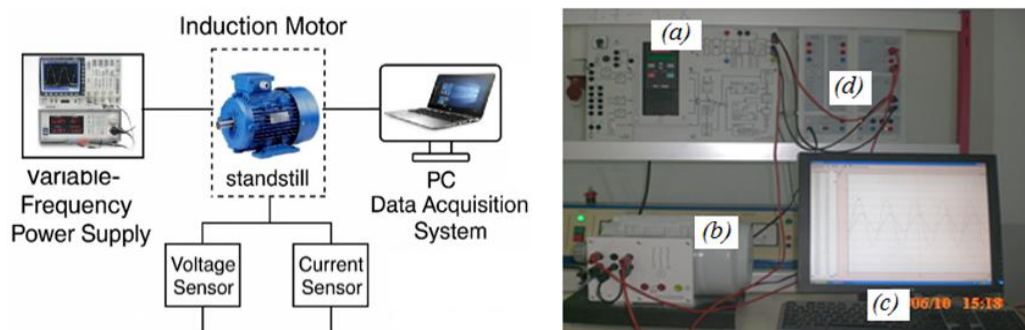 Induction Motor
standstill
Variable-
Frequency
Power Supply
PC
Data Acquisition
System
Voltage
Sensor
Current
Sensor
(a)
(d)
(b)
(c)
/06/10 15:18